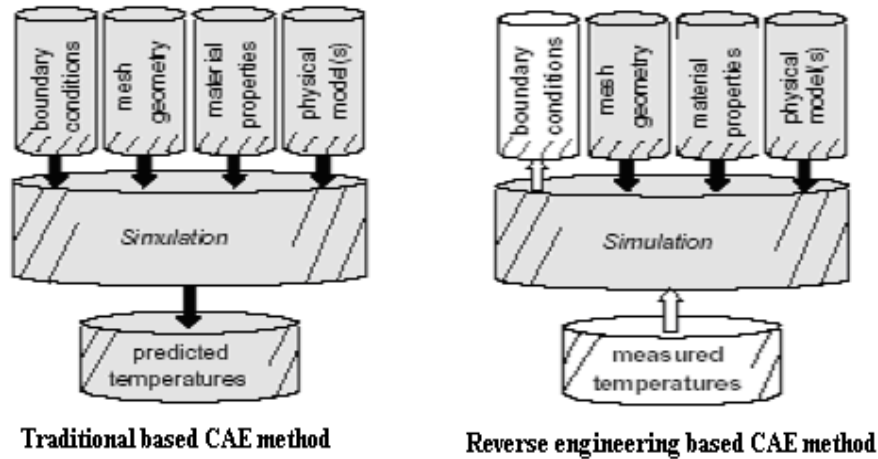 boundary
conditions
mesh
geometry
material
properties
physical
model(s)
Simulation
predicted
temperatures
Traditional based CAE method
boundary
conditions
mesh
geometry
material
properties
physical
model(s)
Simulation
measured
temperatures
Reverse engineering based CAE method